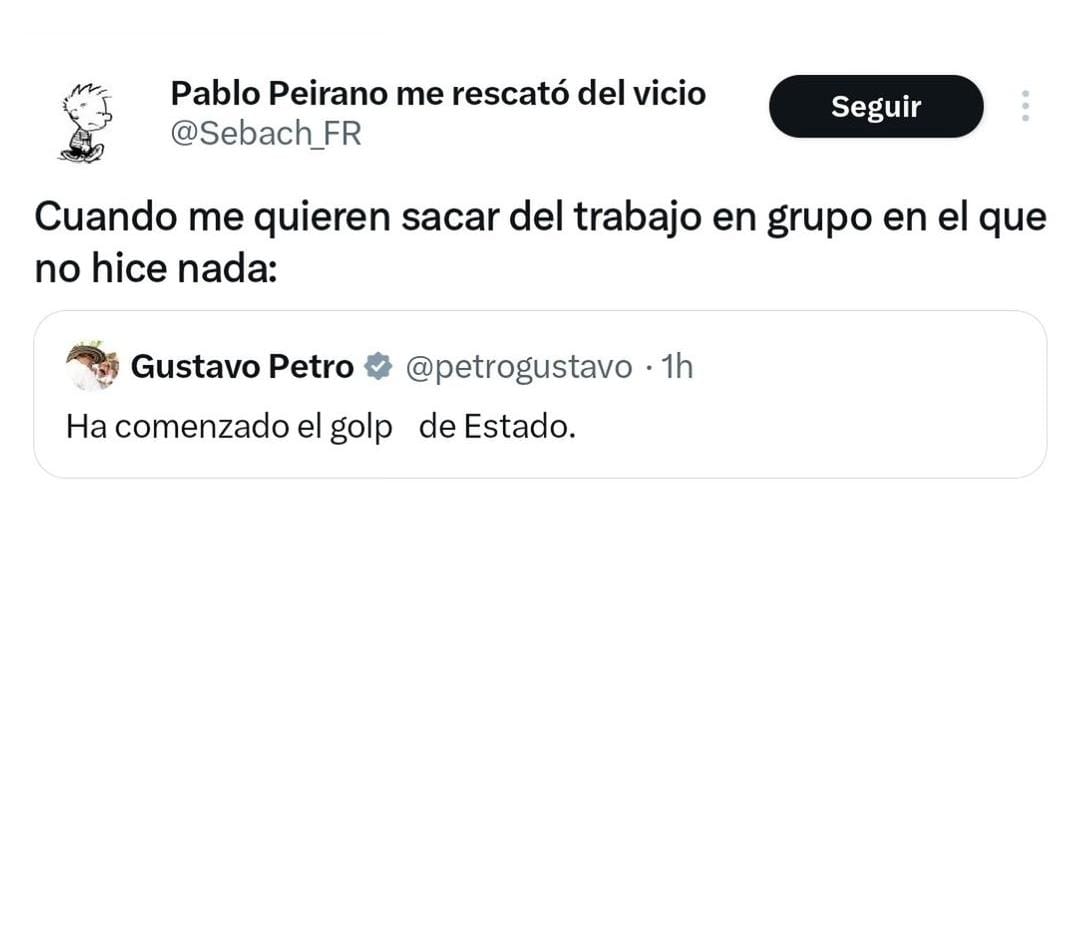 Pablo Peirano me rescató del vicio
@Sebach_FR
Seguir
Cuando me quieren sacar del trabajo en grupo en el que
no hice nada:
Gustavo Petro @petrogustavo · 1h
Ha comenzado el golp de Estado.